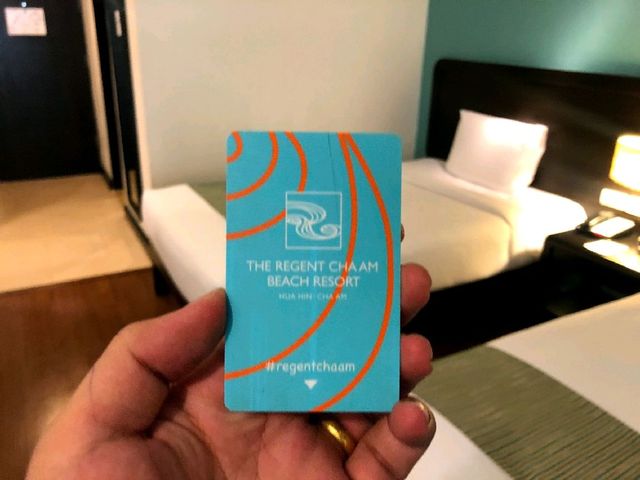 THE REGENT CHA AM
BEACH RESORT
HUA HIN - CHA AM
#regentchaam